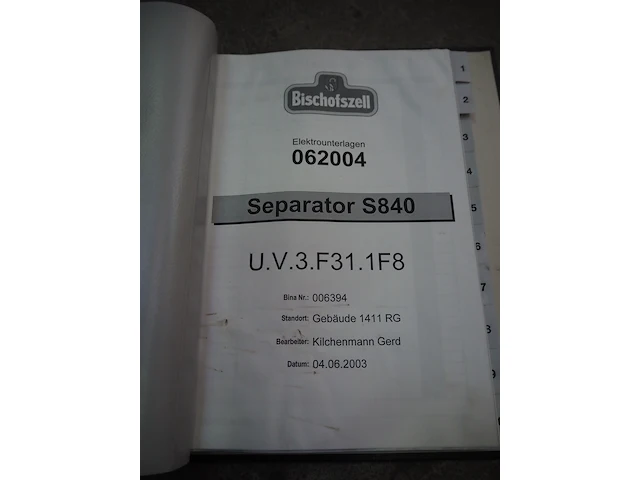 Bischofszell
Elektrounterlagen
062004
Separator S840
U.V.3.F31.1F8
Bina Nr.: 006394
Standort: Gebäude 1411 RG
Bearbeiter: Kilchenmann Gerd
Datum: 04.06.2003
1
2
3
4
5
6
7
8
9